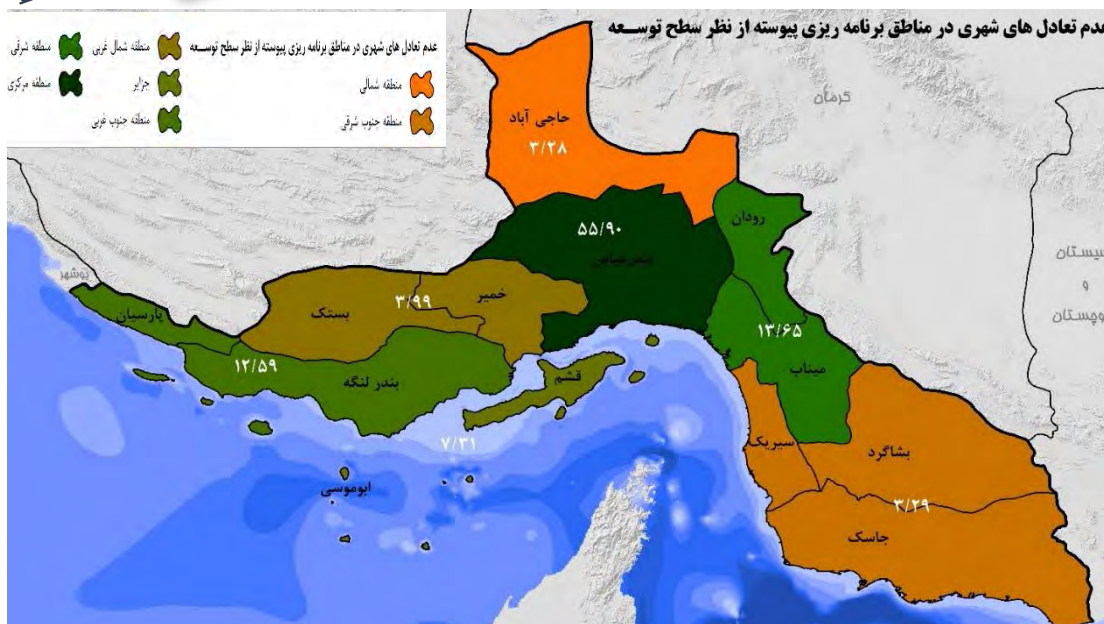 عدم تعادل های شهری در مناطق برنامه ریزی پیوسته از نظر سطح توسعه
عدم تعادل های شهری در مناطق برنامه ریزی پیوسته از نظر سطح توسعه
منطقه شمالی
منطقه جنوب شرقی
منطقه شمال غربی
جزایر
منطقه جنوب غربی
منطقه شرقی
منطقه مرکزی
کرمان
حاجی آباد
۳/۲۸
رودان
۵۵/۹۰
سیستان
و
بوشهر
خمیر
۳/۹۹
بستک
پارسیان
۱۳/۶۵
میناب
۱۲/۵۹
بندر لنگه
قشم
۷/۳۱
سیریک
بشاگرد
ابوموسی
۳/۲۹
جاسک